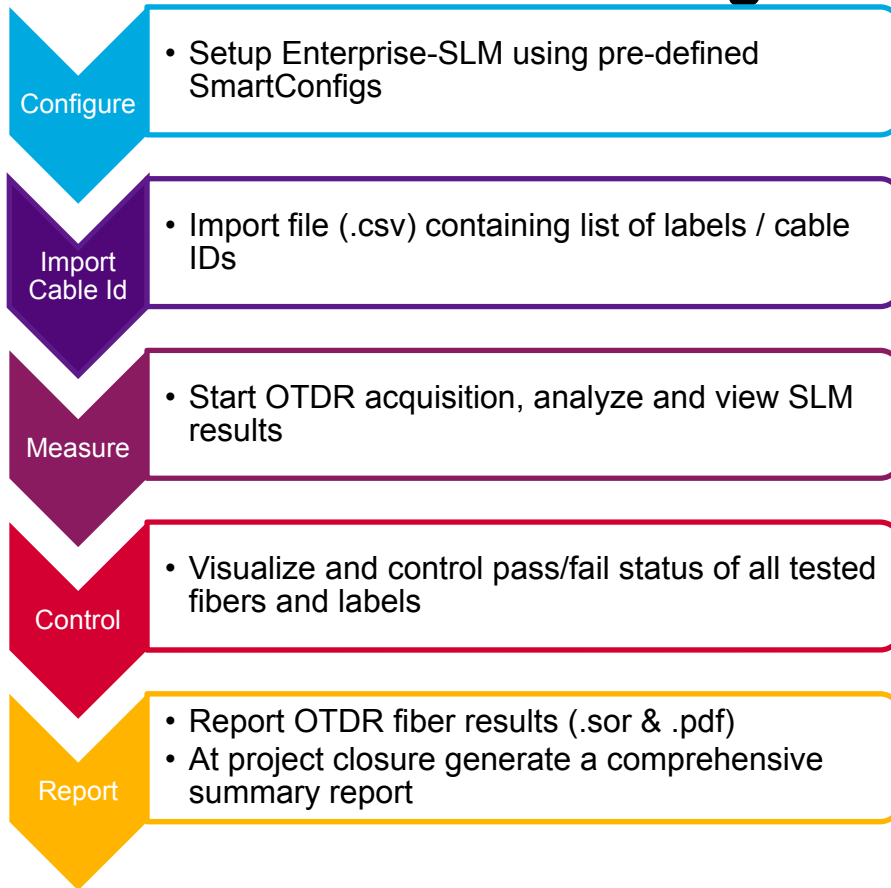 Configure
• Setup Enterprise-SLM using pre-defined
SmartConfigs
Import
Cable Id
• Import file (.csv) containing list of labels / cable
IDs
Measure
• Start OTDR acquisition, analyze and view SLM
results
Control
• Visualize and control pass/fail status of all tested
fibers and labels
Report
• Report OTDR fiber results (.sor & .pdf)
• At project closure generate a comprehensive
summary report